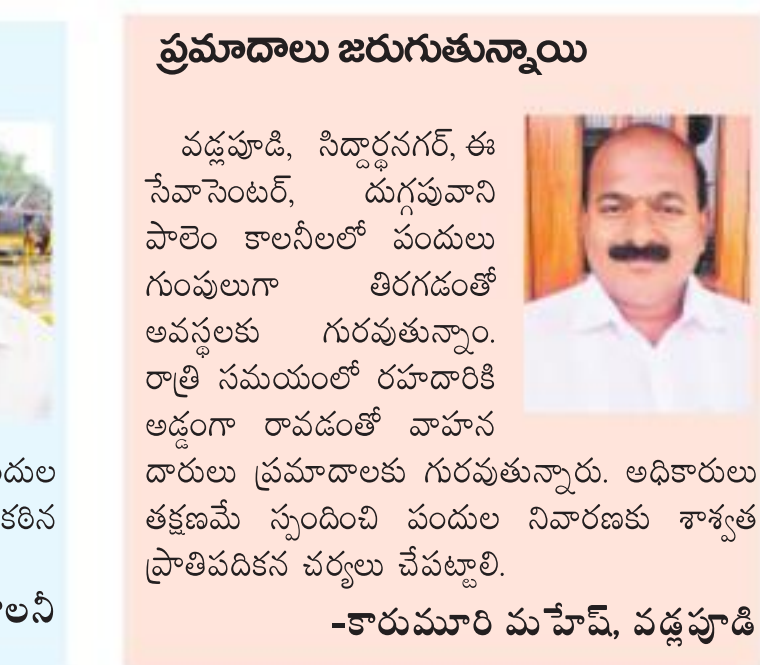 ప్రమాదాలు జరుగుతున్నాయి
వడ్లపూడి, సిద్దార్థనగర్, ఈ
సేవాసెంటర్, దుగ్గపువాని
పాలెం కాలనీలలో పందులు
గుంపులుగా తిరగడంతో
అవస్థలకు గురవుతున్నాం.
రాత్రి సమయంలో రహదారికి
అడ్డంగా రావడంతో వాహన
దారులు ప్రమాదాలకు గురవుతున్నారు. అధికారులు
తక్షణమే స్పందించి పందుల నివారణకు శాశ్వత
ప్రాతిపదికన చర్యలు చేపట్టాలి.
-కారుమూరి మహేష్, వడ్లపూడి
కఠిన